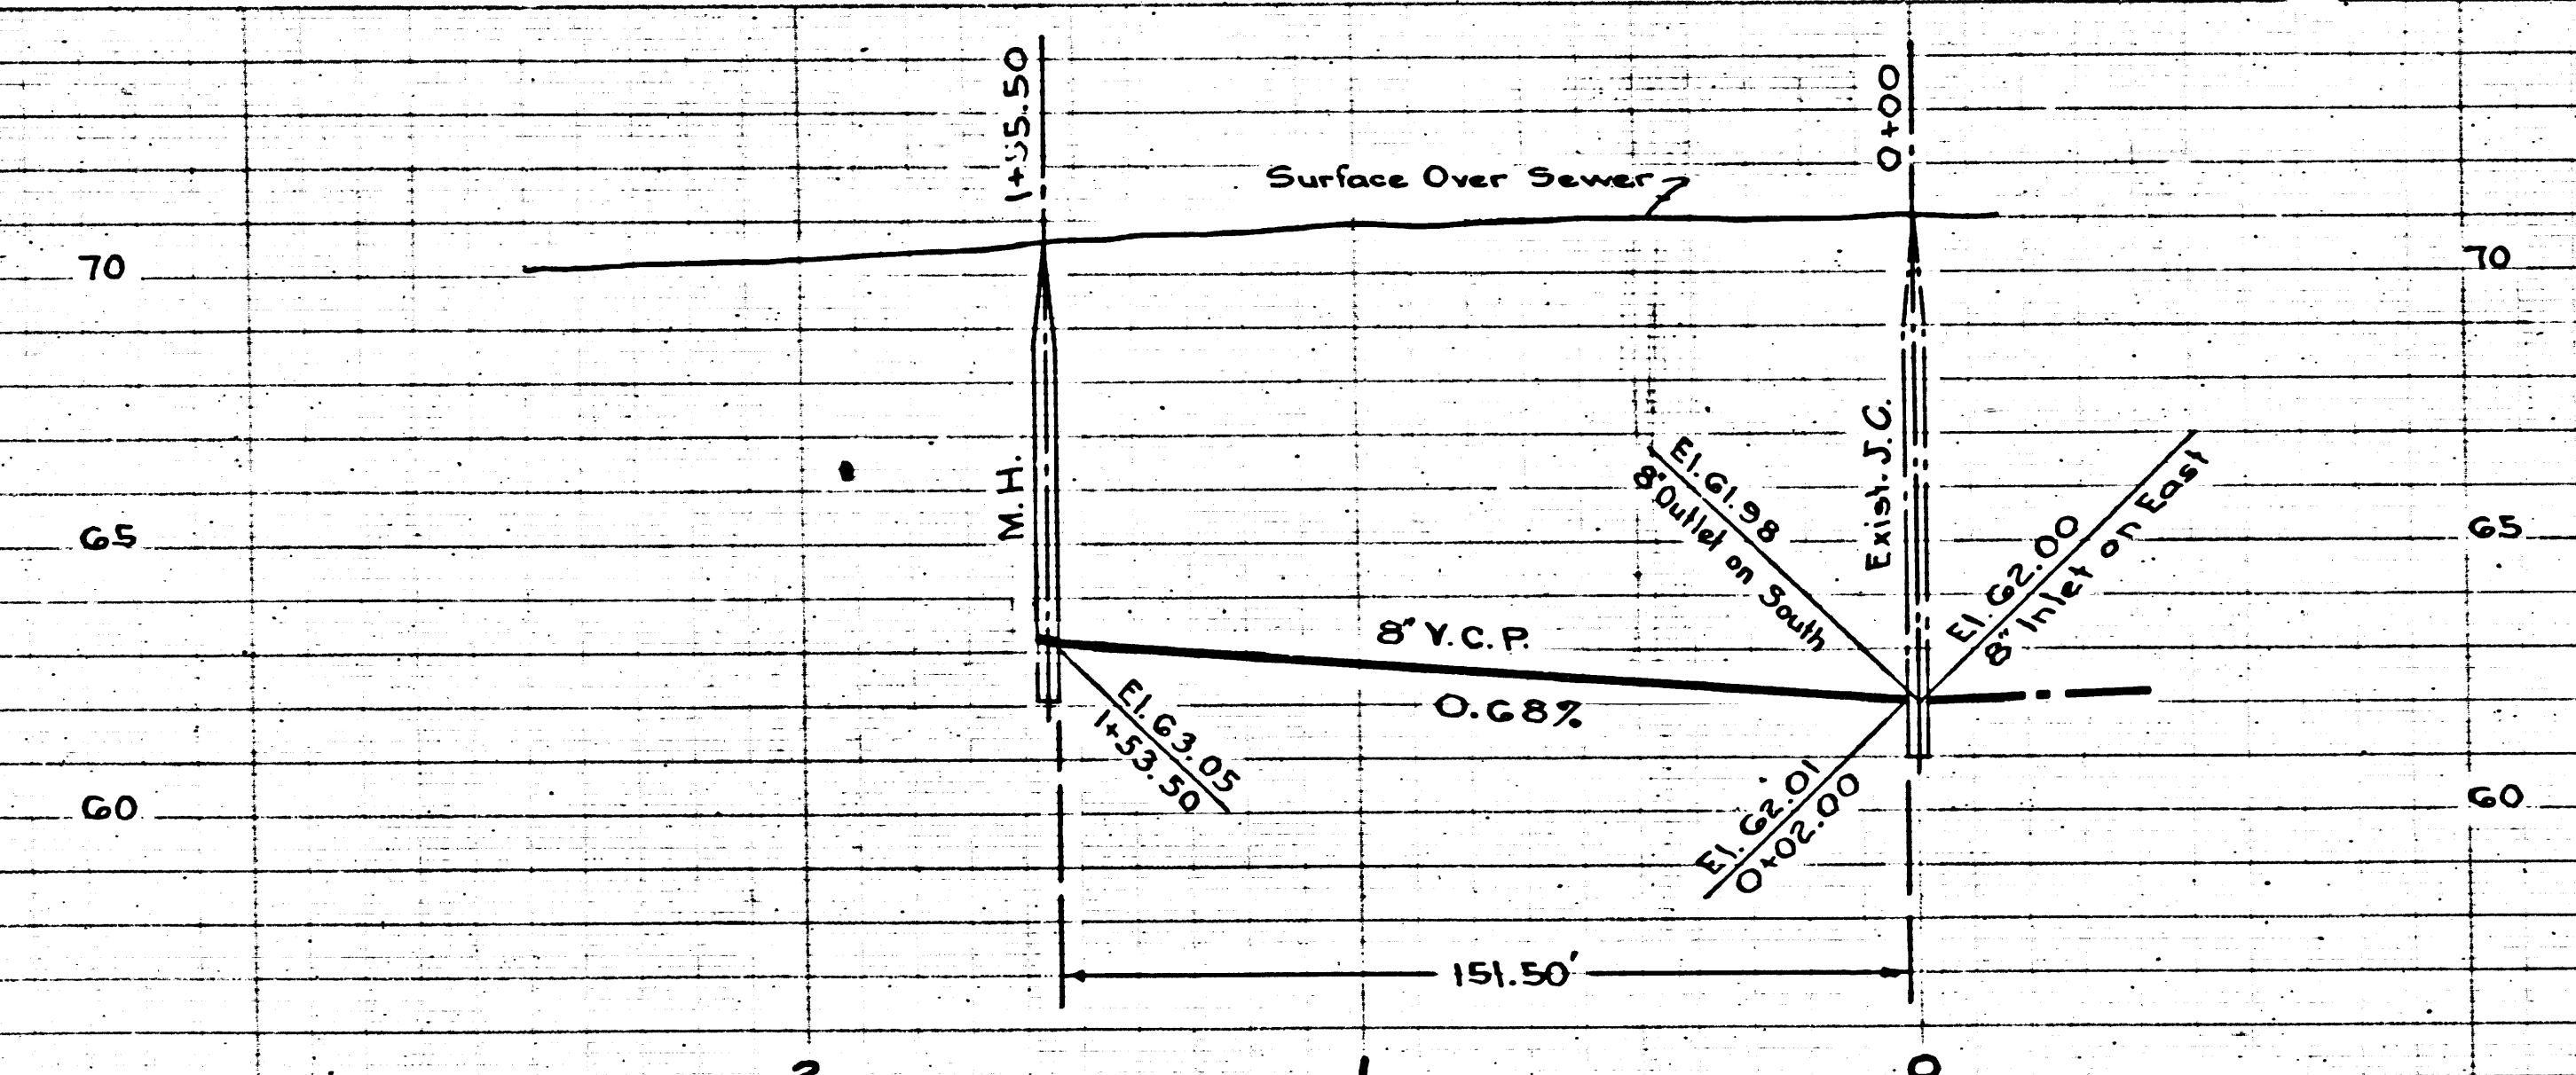 1+55.50
0+00
Surface Over Sewer
70
70
M.H.
Exist. J.C.
El. 61.98
8" Outlet on South
El. 62.00
8" Inlet on East
65
65
8" V.C.P.
0.68%
El. 63.05
1+53.50
El. 62.01
0+02.00
60
60
151.50'
2
1
0